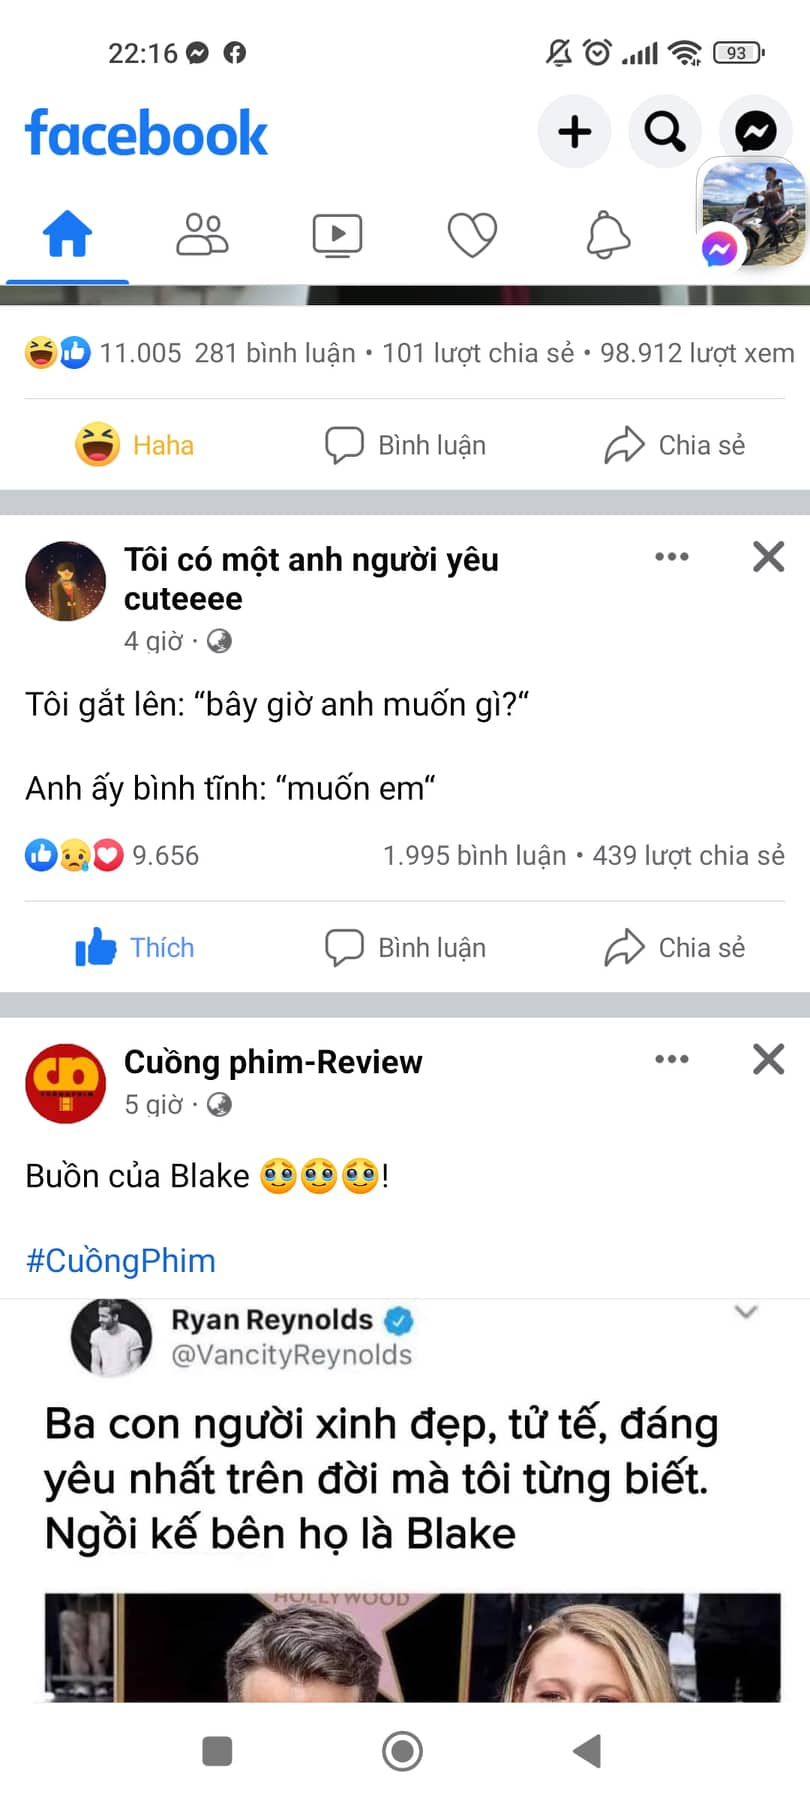 22:16
93
facebook
11.005 281 bình luận • 101 lượt chia sẻ • 98.912 lượt xem
Haha
Bình luận
Chia sẻ
Tôi có một anh người yêu
cuteeee
4 giờ ·
Tôi gắt lên: “bây giờ anh muốn gì?“
Anh ấy bình tĩnh: “muốn em“
9.656
1.995 bình luận • 439 lượt chia sẻ
Thích
Bình luận
Chia sẻ
Cuồng phim-Review
5 giờ ·
Buồn của Blake 🥹🥹🥹!
#CuồngPhim
Ryan Reynolds
@VancityReynolds
Ba con người xinh đẹp, tử tế, đáng
yêu nhất trên đời mà tôi từng biết.
Ngồi kế bên họ là Blake
HOLLYWOOD